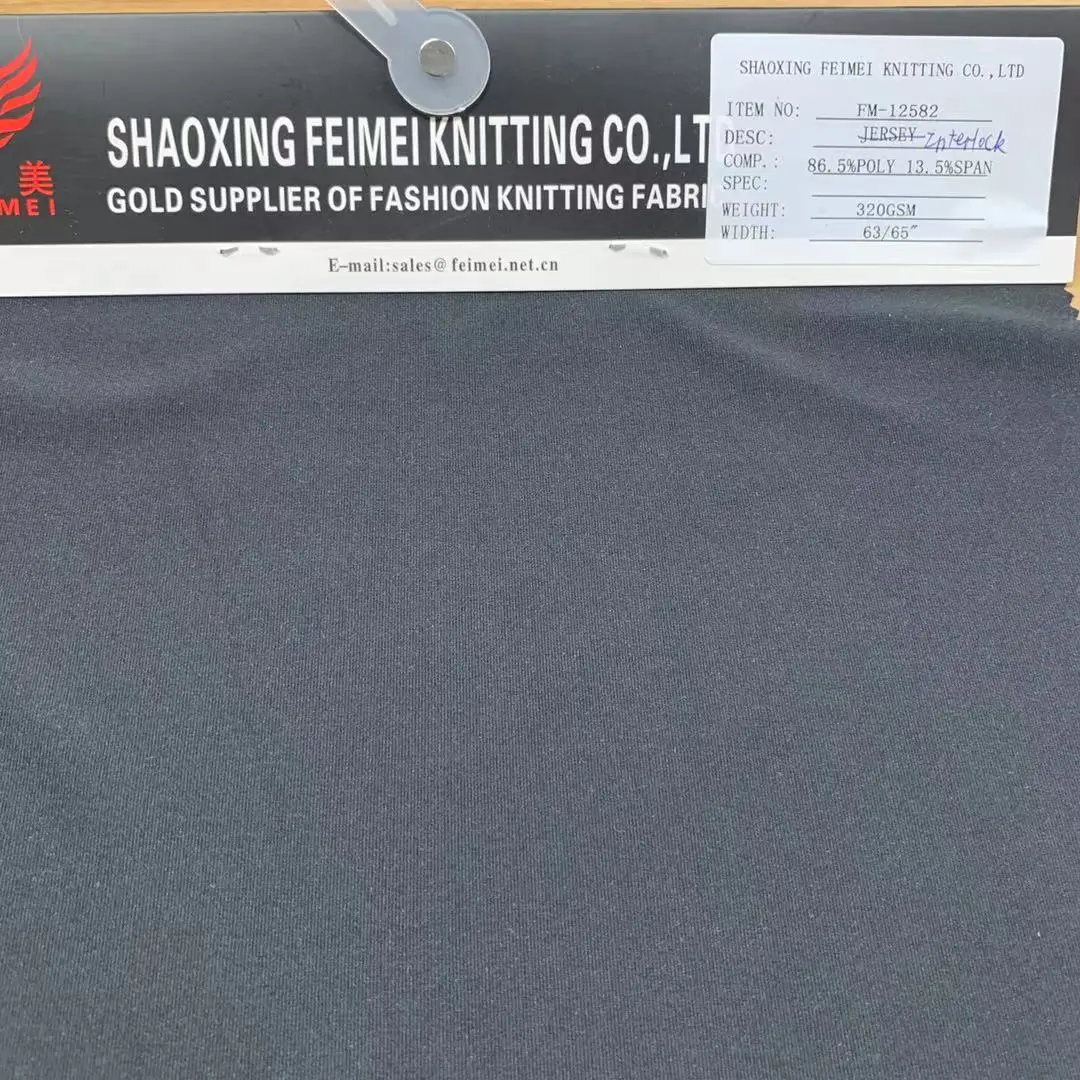 SHAOXING FEIMEI KNITTING CO.,LT
GOLD SUPPLIER OF FASHION KNITTING FABRI
E-mail:sales@feimei.net.cn
美
MEI
SHAOXING FEIMEI KNITTING CO.,LTD
ITEM NO: FM-12582
DESC: JERSEY Interlock
COMP.: 86.5%POLY 13.5%SPAN
SPEC:
WEIGHT: 320GSM
WIDTH: 63/65"